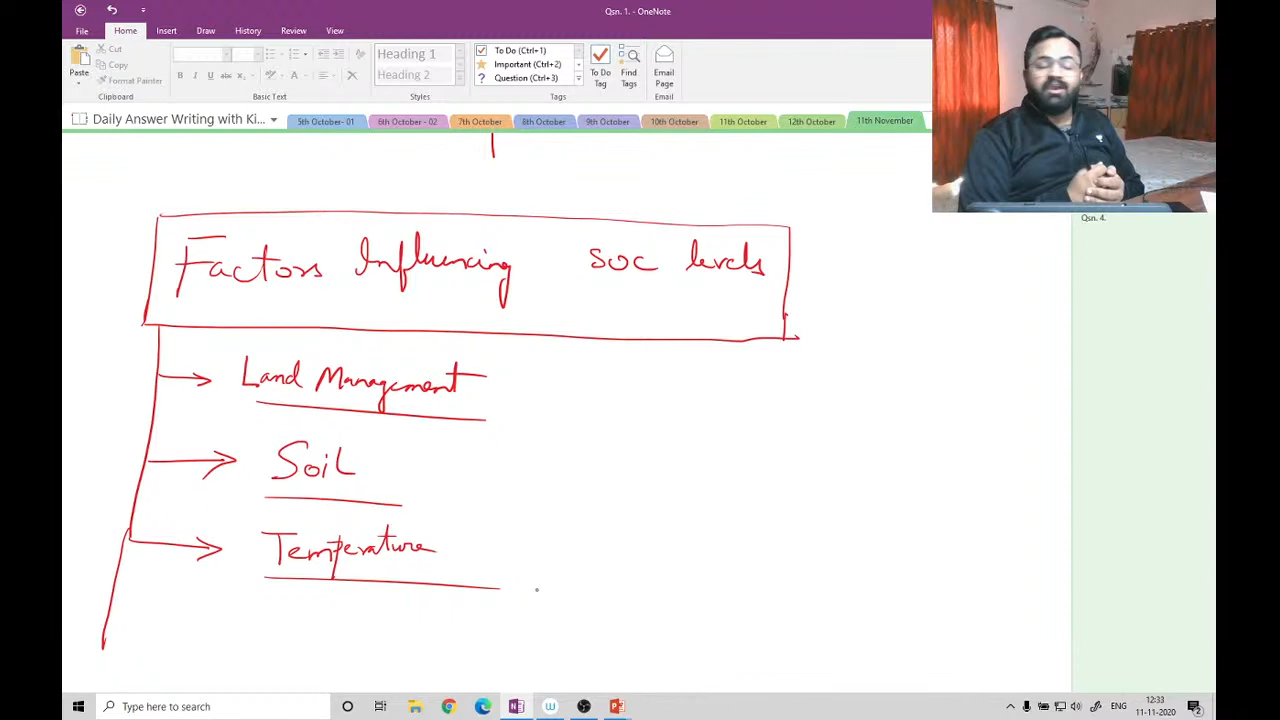 Qsn. 1. - OneNote
File Home Insert Draw History Review View
Paste Cut Copy Format Painter
Clipboard
B I U abc
Basic Text
Heading 1
Heading 2
Styles
To Do (Ctrl+1)
Important (Ctrl+2)
Question (Ctrl+3)
To Do Tag
Find Tags
Tags
Email Page
Email
Daily Answer Writing with Ki...
5th October- 01 6th October - 02 7th October 8th October 9th October 10th October 11th October 12th October 11th November
Qsn. 4.
Factors Influencing SOC levels
Land Management
Soil
Temperature
Type here to search
ENG
12:33
11-11-2020
2